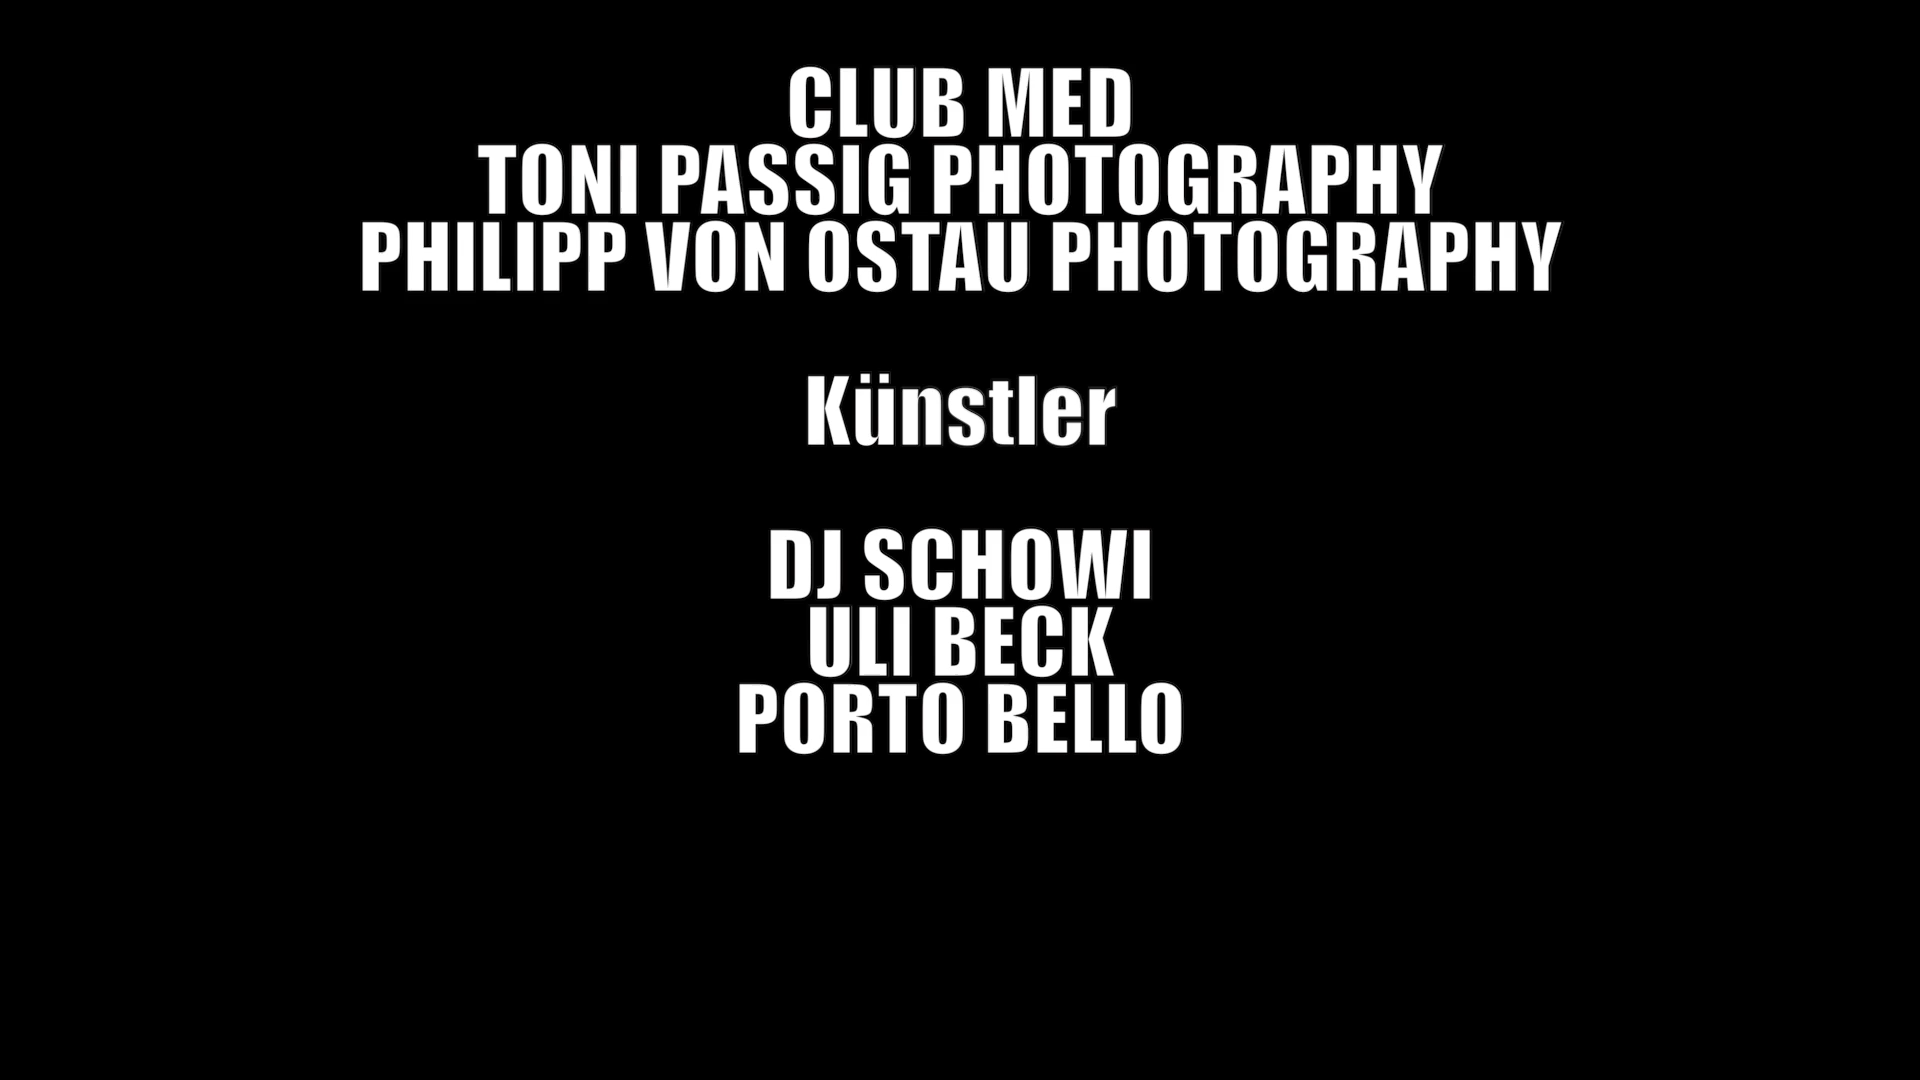 CLUB MED
TONI PASSIG PHOTOGRAPHY
PHILIPP VON OSTAU PHOTOGRAPHY
Künstler
DJ SCHOWI
ULI BECK
PORTO BELLO